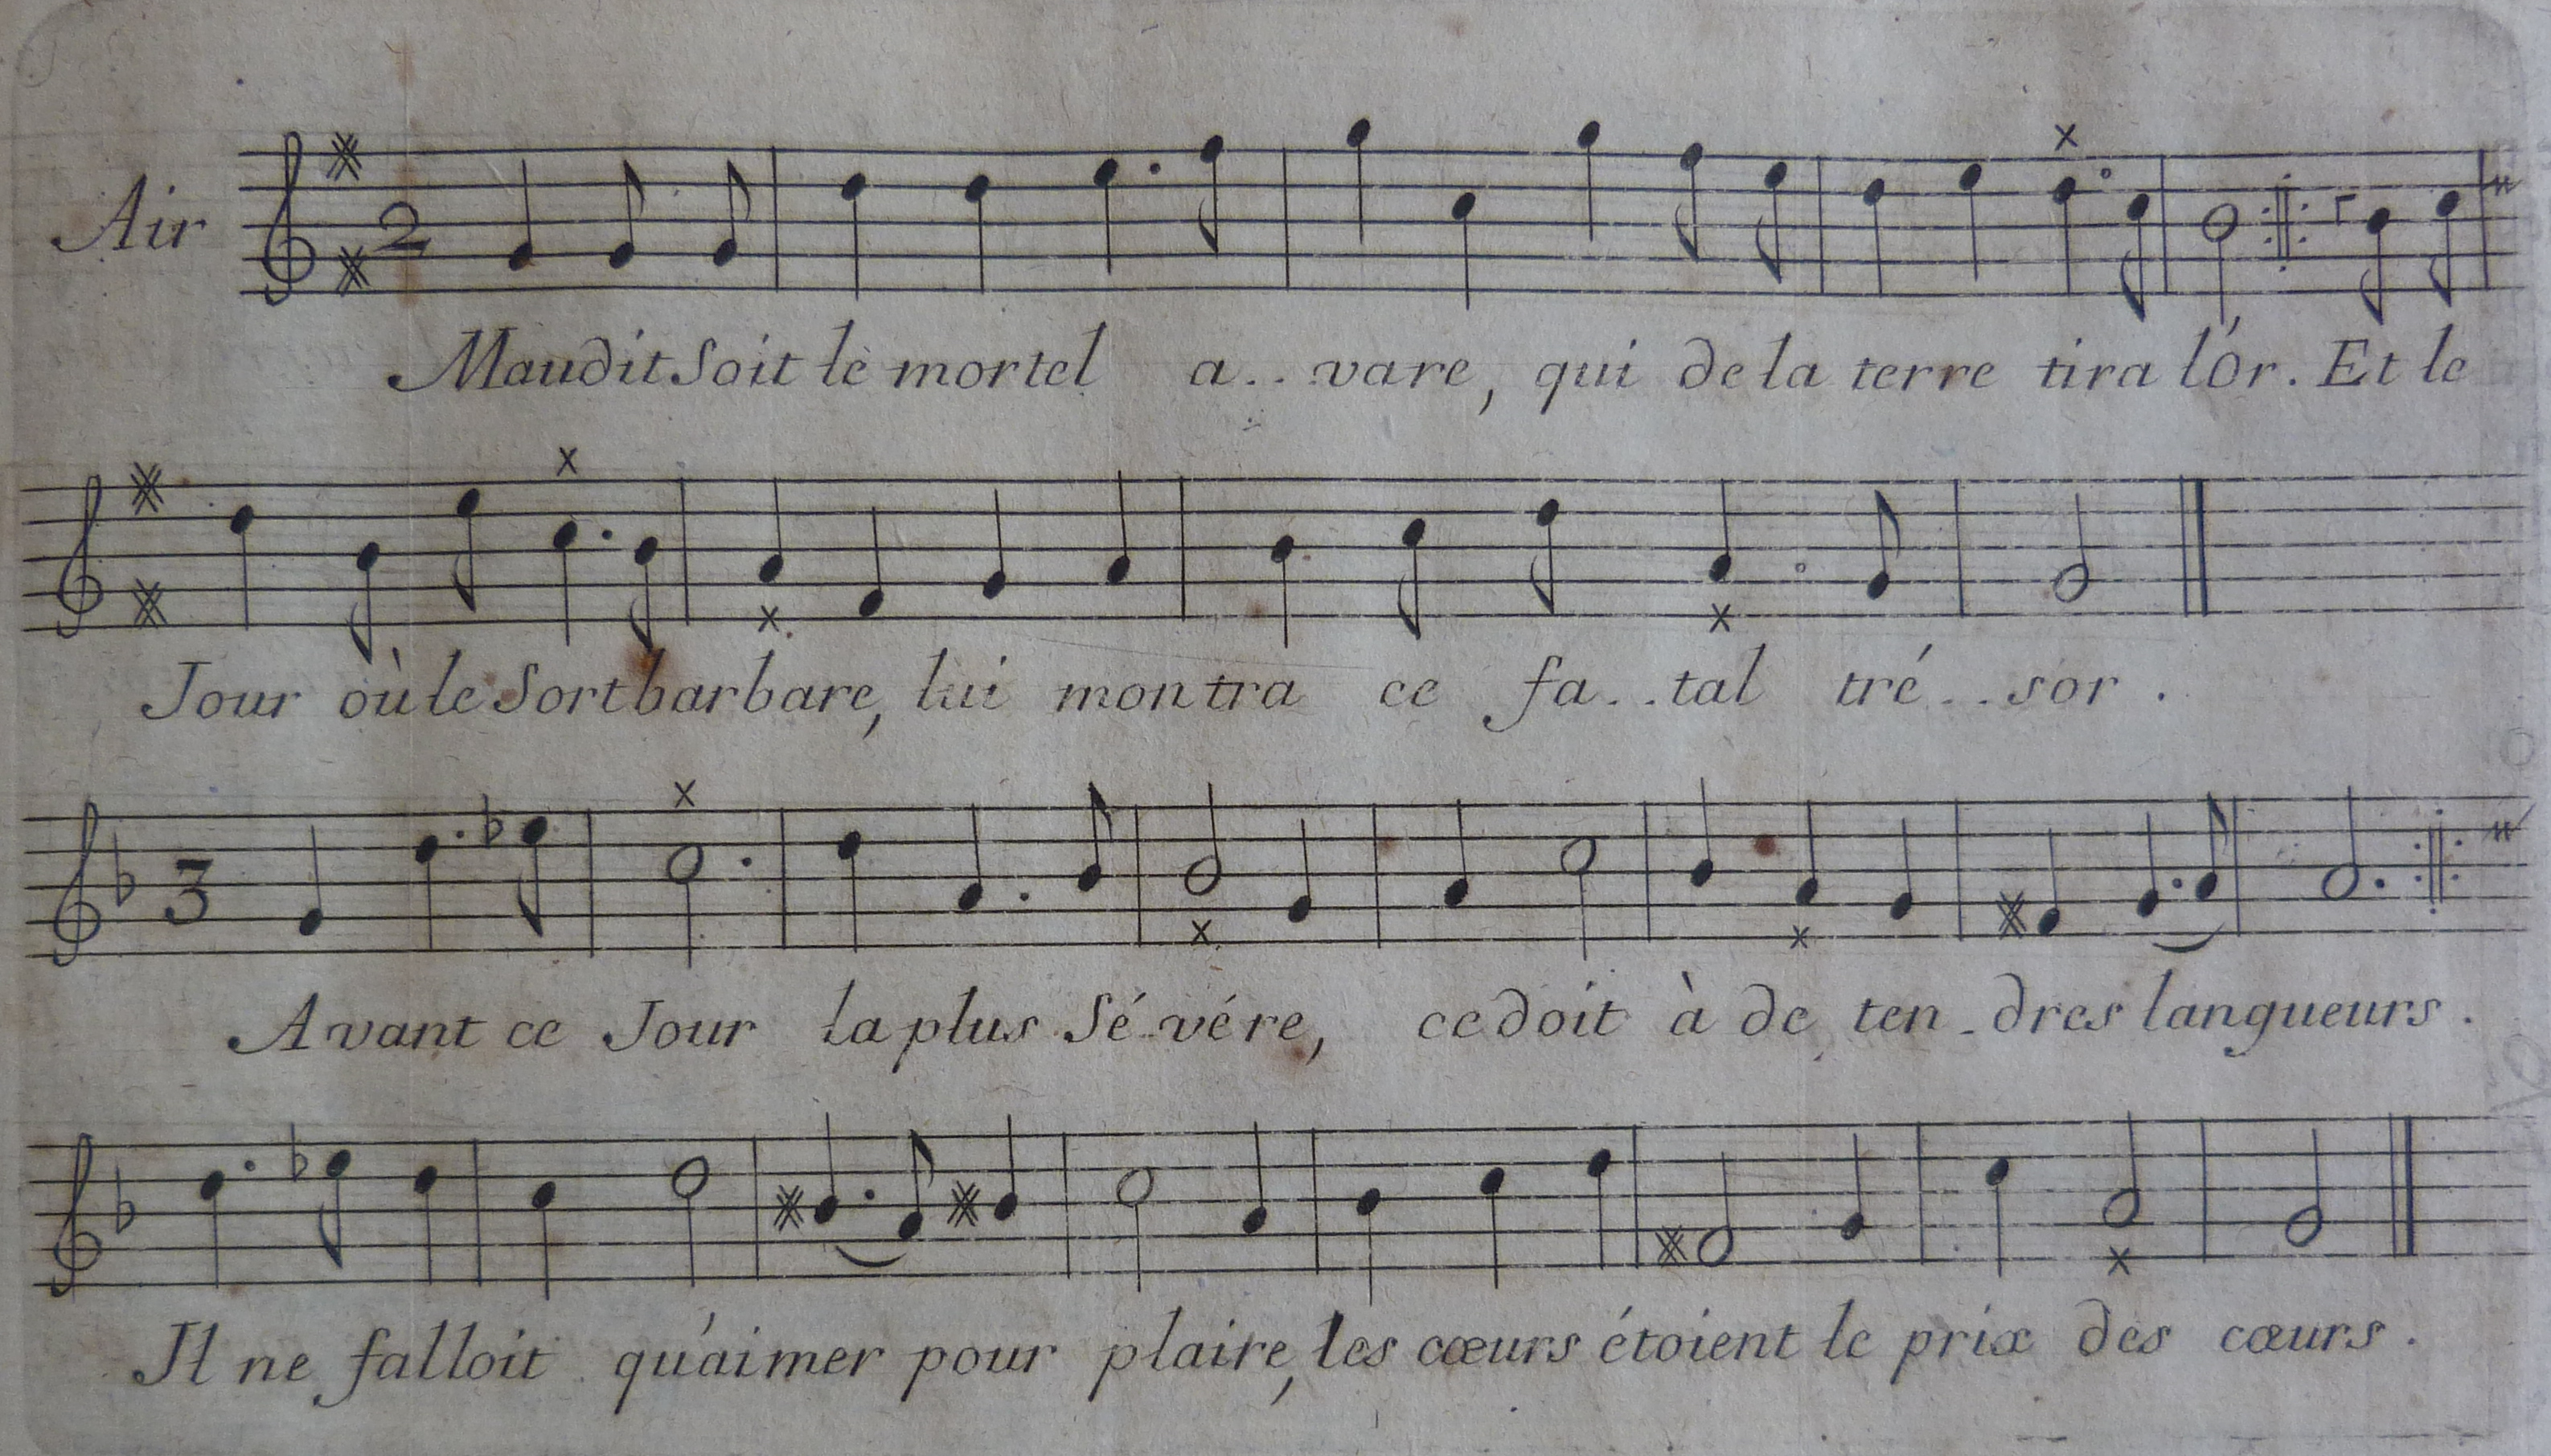 Air
2
Maudit Soit le mortel a.. vare, qui de la terre tira l'Or. Et le
Jour où le Sort barbare, lui montra ce fa..tal tré..sor.
3
Avant ce Jour la plus Sé-vére, cedoit à de ten-dres langueurs.
Il ne falloit qu'aimer pour plaire, les cœurs étoient le prix des cœurs.